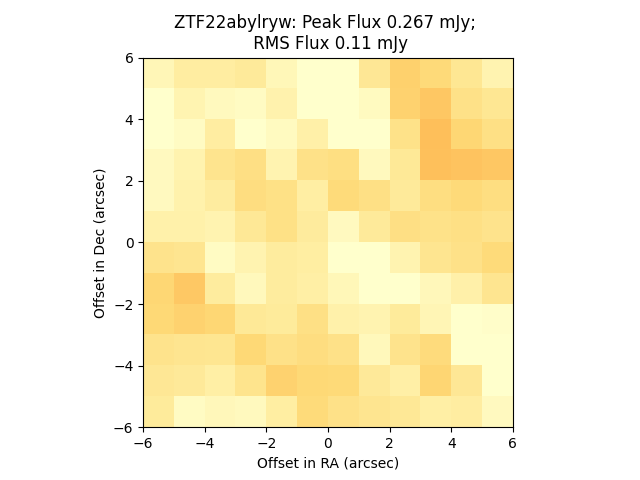 ZTF22abylryw: Peak Flux 0.267 mJy;
RMS Flux 0.11 mJy
6
4
2
0
−2
−4
−6
Offset in Dec (arcsec)
−6 −4 −2 0 2 4 6
Offset in RA (arcsec)